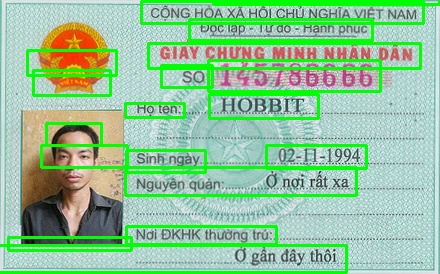 CỘNG HÒA XÃ HỘI CHỦ NGHĨA VIỆT NAM
Độc lập - Tự do - Hạnh phúc
GIẤY CHỨNG MINH NHÂN DÂN
SỐ 145786666
VIỆT NAM
Họ tên: HOBBIT
Sinh ngày 02-11-1994
Nguyên quán: Ở nơi rất xa
Nơi ĐKHK thường trú:
Ở gần đây thôi